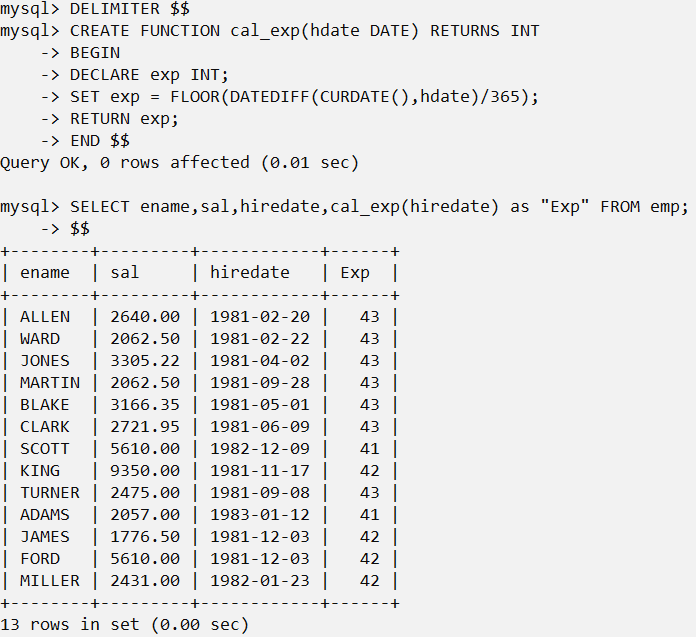 mysql> DELIMITER $$
mysql> CREATE FUNCTION cal_exp(hdate DATE) RETURNS INT
    -> BEGIN
    -> DECLARE exp INT;
    -> SET exp = FLOOR(DATEDIFF(CURDATE(),hdate)/365);
    -> RETURN exp;
    -> END $$
Query OK, 0 rows affected (0.01 sec)

mysql> SELECT ename,sal,hiredate,cal_exp(hiredate) as "Exp" FROM emp;
    -> $$
+--------+---------+------------+------+
| ename  | sal     | hiredate   | Exp  |
+--------+---------+------------+------+
| ALLEN  | 2640.00 | 1981-02-20 |   43 |
| WARD   | 2062.50 | 1981-02-22 |   43 |
| JONES  | 3305.22 | 1981-04-02 |   43 |
| MARTIN | 2062.50 | 1981-09-28 |   43 |
| BLAKE  | 3166.35 | 1981-05-01 |   43 |
| CLARK  | 2721.95 | 1981-06-09 |   43 |
| SCOTT  | 5610.00 | 1982-12-09 |   41 |
| KING   | 9350.00 | 1981-11-17 |   42 |
| TURNER | 2475.00 | 1981-09-08 |   43 |
| ADAMS  | 2057.00 | 1983-01-12 |   41 |
| JAMES  | 1776.50 | 1981-12-03 |   42 |
| FORD   | 5610.00 | 1981-12-03 |   42 |
| MILLER | 2431.00 | 1982-01-23 |   42 |
+--------+---------+------------+------+
13 rows in set (0.00 sec)